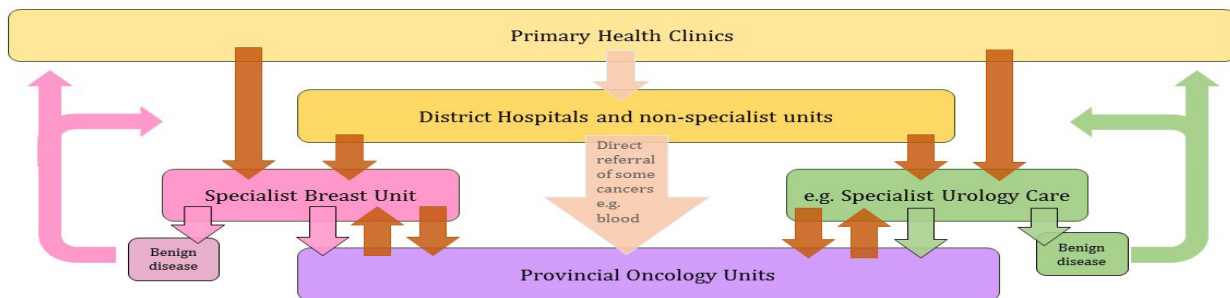 Primary Health Clinics
District Hospitals and non-specialist units
Direct
referral
of some
cancers
e.g.
blood
Specialist Breast Unit
e.g. Specialist Urology Care
Benign
disease
Benign
disease
Provincial Oncology Units